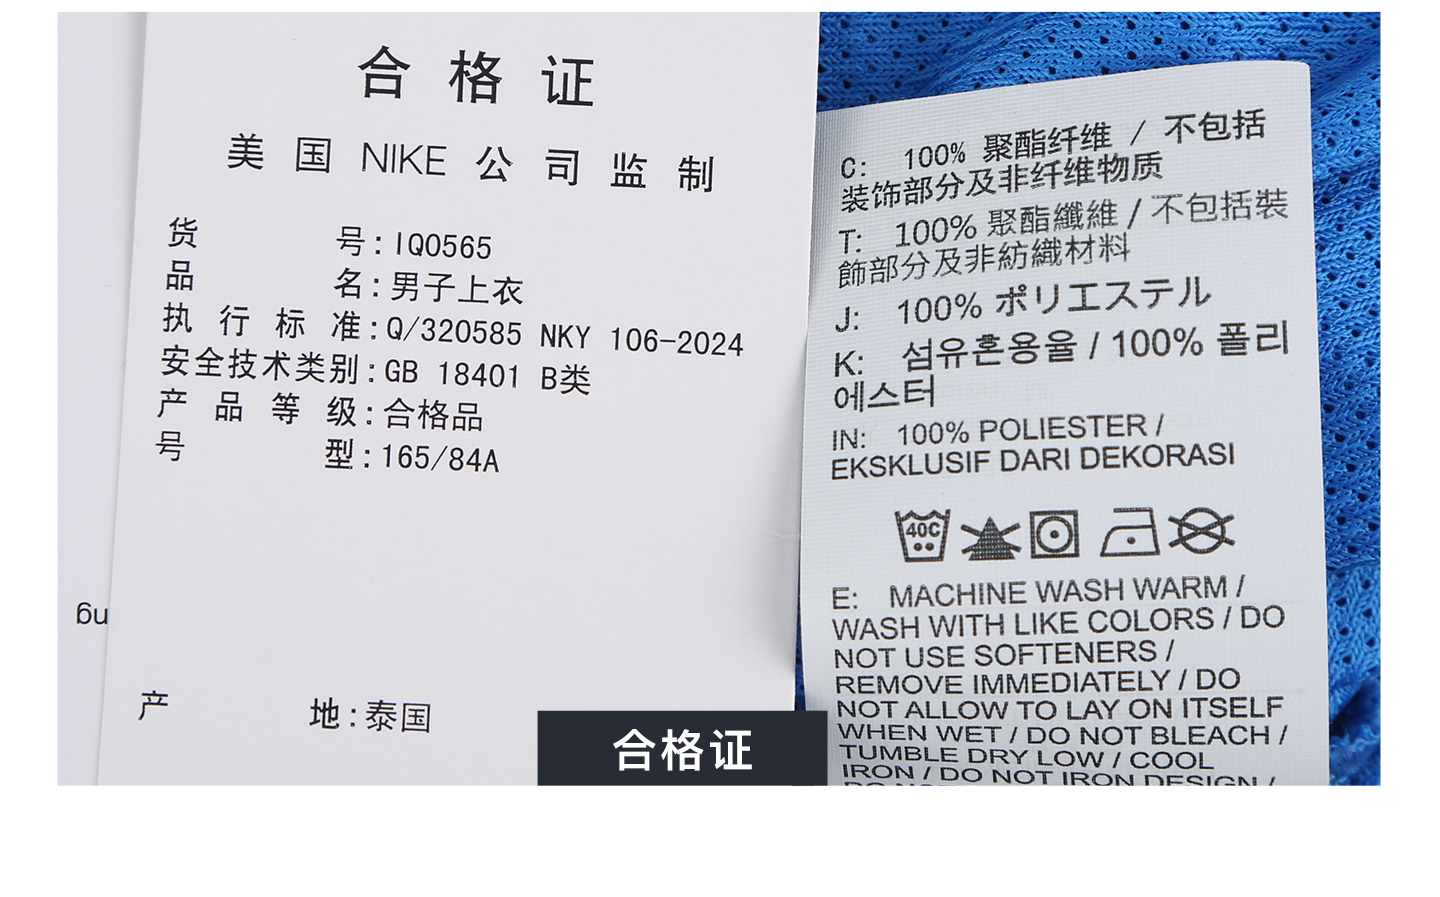 合格证
美国NIKE公司监制
货号:IQ0565
品名:男子上衣
执行标准:Q/320585 NKY 106-2024
安全技术类别:GB 18401 B类
产品等级:合格品
号型:165/84A
产地:泰国
合格证
C: 100% 聚酯纤维 / 不包括
装饰部分及非纤维物质
T: 100% 聚酯纖維 / 不包括裝
飾部分及非紡織材料
J: 100% ポリエステル
K: 섬유혼용율 / 100% 폴리
에스터
IN: 100% POLIESTER /
EKSKLUSIF DARI DEKORASI
40C
E: MACHINE WASH WARM /
WASH WITH LIKE COLORS / DO
NOT USE SOFTENERS /
REMOVE IMMEDIATELY / DO
NOT ALLOW TO LAY ON ITSELF
WHEN WET / DO NOT BLEACH /
TUMBLE DRY LOW / COOL
IRON / DO NOT IRON DESIGN /